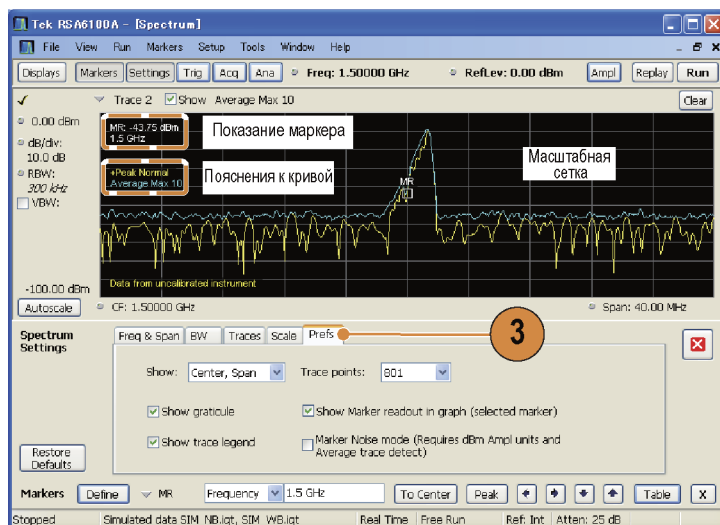 Tek RSA6100A - [Spectrum]
File View Run Markers Setup Tools Window Help
Displays Markers Settings Trig Acq Ana Freq: 1.50000 GHz RefLev: 0.00 dBm Ampl Replay Run
Trace 2 Show Average Max 10 Clear
0.00 dBm
dB/div:
10.0 dB
RBW:
300 kHz
VBW:
-100.00 dBm
Autoscale
MR: -43.75 dBm
1.5 GHz
Показание маркера
+Peak Normal
Average Max 10
Пояснения к кривой
Масштабная
сетка
MR
Data from uncalibrated instrument
CF: 1.50000 GHz Span: 40.00 MHz
Spectrum
Settings
Freq & Span BW Traces Scale Prefs
3
Show: Center, Span Trace points: 801
Show graticule Show Marker readout in graph (selected marker)
Show trace legend Marker Noise mode (Requires dBm Ampl units and
Average trace detect)
Restore
Defaults
Markers Define MR Frequency 1.5 GHz To Center Peak Table X
Stopped Simulated data SIM_NB.iqt, SIM_WB.iqt Real Time Free Run Ref: Int Atten: 25 dB